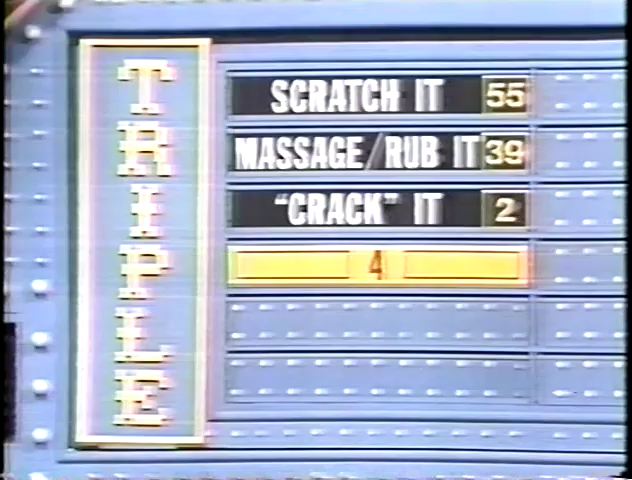 TRIPLE
SCRATCH IT 55
MASSAGE/RUB IT 39
"CRACK" IT 2
4